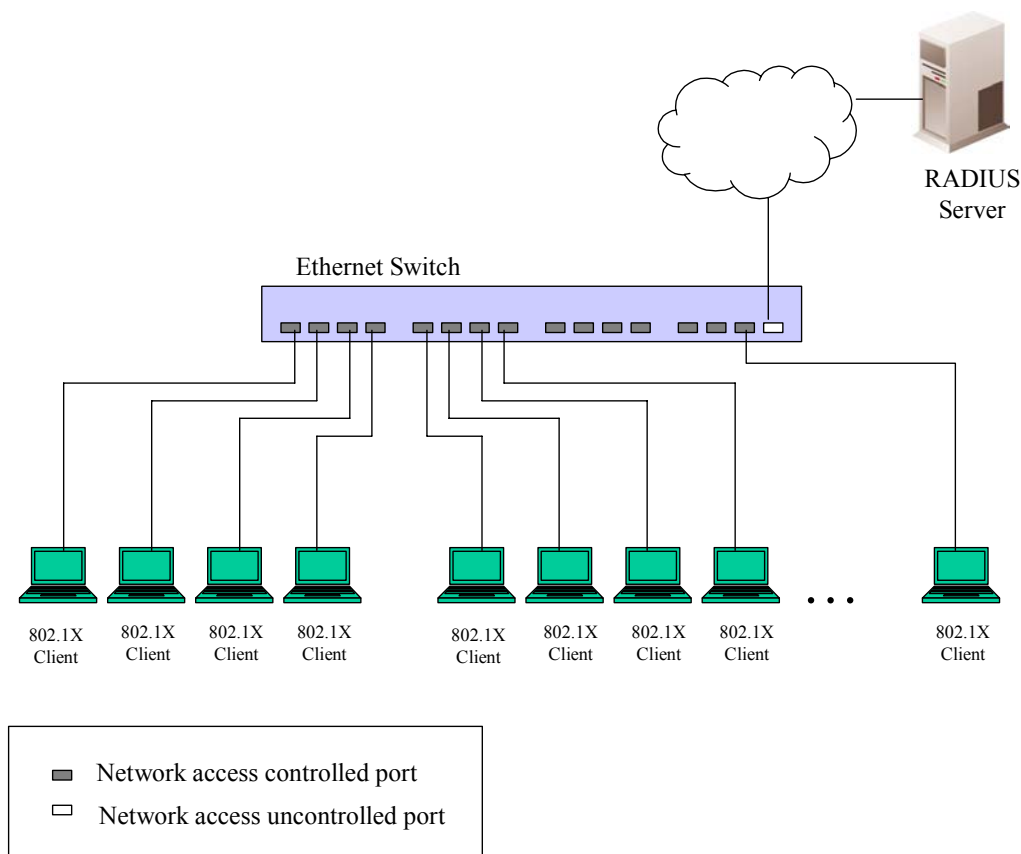 RADIUS
Server
Ethernet Switch
802.1X
Client
802.1X
Client
802.1X
Client
802.1X
Client
802.1X
Client
802.1X
Client
802.1X
Client
802.1X
Client
. . .
802.1X
Client
Network access controlled port
Network access uncontrolled port